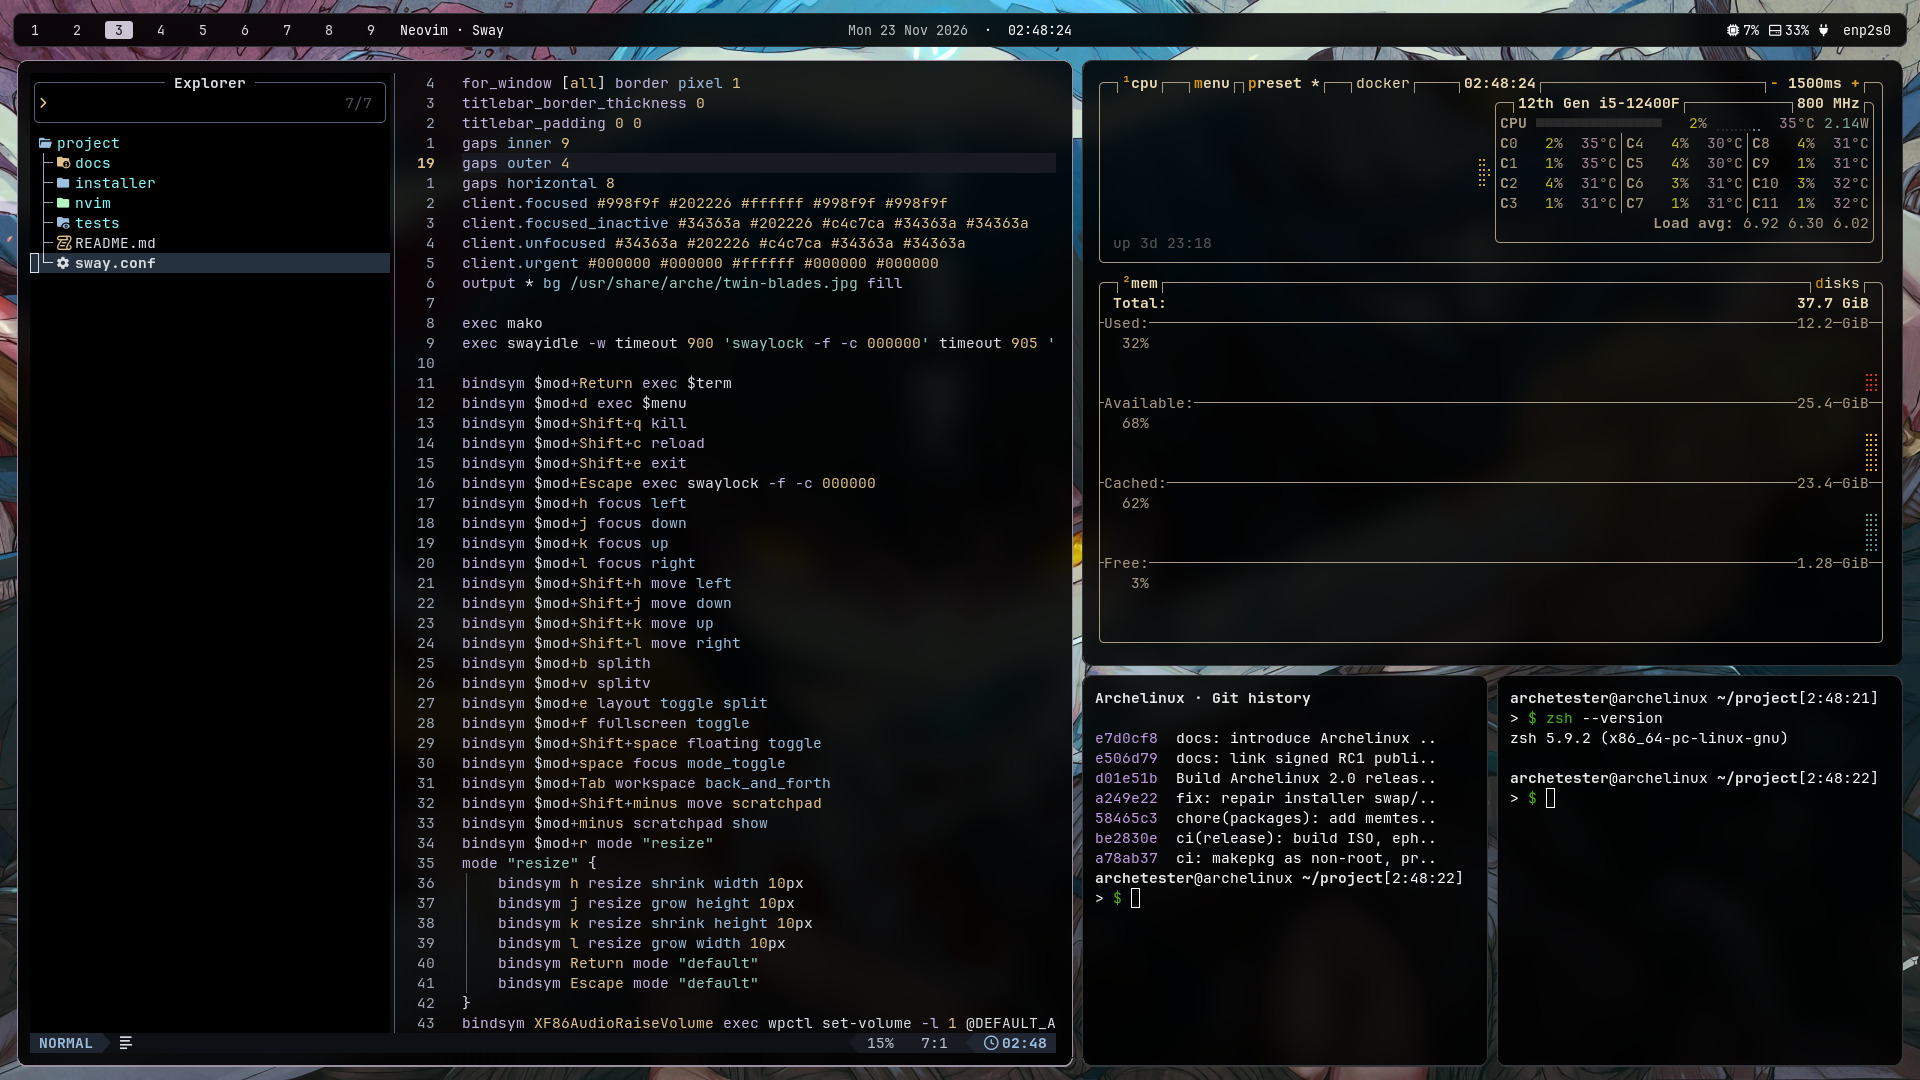 1 2 3 4 5 6 7 8 9 Neovim · Sway
Mon 23 Nov 2026 · 02:48:24
7% 33% enp2s0
Explorer
7/7
project
docs
installer
nvim
tests
README.md
sway.conf
4 for_window [all] border pixel 1
3 titlebar_border_thickness 0
2 titlebar_padding 0 0
1 gaps inner 9
19 gaps outer 4
1 gaps horizontal 8
2 client.focused #998f9f #202226 #ffffff #998f9f #998f9f
3 client.focused_inactive #34363a #202226 #c4c7ca #34363a #34363a
4 client.unfocused #34363a #202226 #c4c7ca #34363a #34363a
5 client.urgent #000000 #000000 #ffffff #000000 #000000
6 output * bg /usr/share/arche/twin-blades.jpg fill
7
8 exec mako
9 exec swayidle -w timeout 900 'swaylock -f -c 000000' timeout 905 '
10
11 bindsym $mod+Return exec $term
12 bindsym $mod+d exec $menu
13 bindsym $mod+Shift+q kill
14 bindsym $mod+Shift+c reload
15 bindsym $mod+Shift+e exit
16 bindsym $mod+Escape exec swaylock -f -c 000000
17 bindsym $mod+h focus left
18 bindsym $mod+j focus down
19 bindsym $mod+k focus up
20 bindsym $mod+l focus right
21 bindsym $mod+Shift+h move left
22 bindsym $mod+Shift+j move down
23 bindsym $mod+Shift+k move up
24 bindsym $mod+Shift+l move right
25 bindsym $mod+b splith
26 bindsym $mod+v splitv
27 bindsym $mod+e layout toggle split
28 bindsym $mod+f fullscreen toggle
29 bindsym $mod+Shift+space floating toggle
30 bindsym $mod+space focus mode_toggle
31 bindsym $mod+Tab workspace back_and_forth
32 bindsym $mod+Shift+minus move scratchpad
33 bindsym $mod+minus scratchpad show
34 bindsym $mod+r mode "resize"
35 mode "resize" {
36 bindsym h resize shrink width 10px
37 bindsym j resize grow height 10px
38 bindsym k resize shrink height 10px
39 bindsym l resize grow width 10px
40 bindsym Return mode "default"
41 bindsym Escape mode "default"
42 }
43 bindsym XF86AudioRaiseVolume exec wpctl set-volume -l 1 @DEFAULT_A
NORMAL 15% 7:1 02:48
¹cpu menu preset * docker 02:48:24 - 1500ms +
12th Gen i5-12400F 800 MHz
CPU 2% 35°C 2.14W
C0 2% 35°C C4 4% 30°C C8 4% 31°C
C1 1% 35°C C5 4% 30°C C9 1% 31°C
C2 4% 31°C C6 3% 31°C C10 3% 32°C
C3 1% 31°C C7 1% 31°C C11 1% 32°C
Load avg: 6.92 6.30 6.02
up 3d 23:18
²mem disks
Total: 37.7 GiB
Used: 12.2 GiB
32%
Available: 25.4 GiB
68%
Cached: 23.4 GiB
62%
Free: 1.28 GiB
3%
Archelinux · Git history
e7d0cf8 docs: introduce Archelinux ..
e506d79 docs: link signed RC1 publi..
d01e51b Build Archelinux 2.0 releas..
a249e22 fix: repair installer swap/..
58465c3 chore(packages): add memtes..
be2830e ci(release): build ISO, eph..
a78ab37 ci: makepkg as non-root, pr..
archetester@archelinux ~/project[2:48:22]
> $
archetester@archelinux ~/project[2:48:21]
> $ zsh --version
zsh 5.9.2 (x86_64-pc-linux-gnu)
archetester@archelinux ~/project[2:48:22]
> $